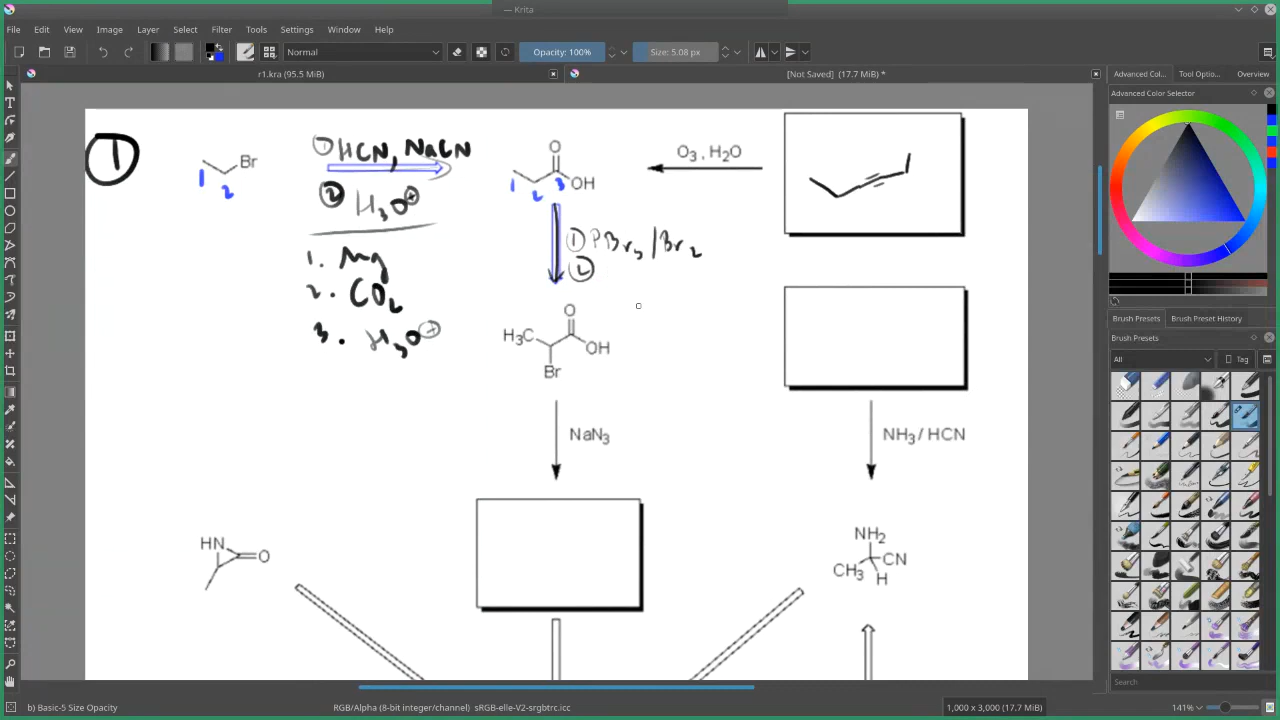 — Krita
File Edit View Image Layer Select Filter Tools Settings Window Help
Normal Opacity: 100% Size: 5.08 px
r1.kra (95.5 MiB) [Not Saved] (17.7 MiB) * Advanced Col... Tool Optio... Overview
Advanced Color Selector
1
Br
1 2
① HCN, NaCN
② H₃O⊕
1. Mg
2. CO₂
3. H₃O⊕
O
OH
1 2 3
O₃, H₂O
① PBr₃/Br₂
②
O
H₃C
OH
Br
NaN₃
NH₃ / HCN
HN
O
NH₂
CN
CH₃
H
Brush Presets Brush Preset History
Brush Presets
All Tag
Search
b) Basic-5 Size Opacity RGB/Alpha (8-bit integer/channel) sRGB-elle-V2-srgbtrc.icc 1,000 x 3,000 (17.7 MiB) 141%